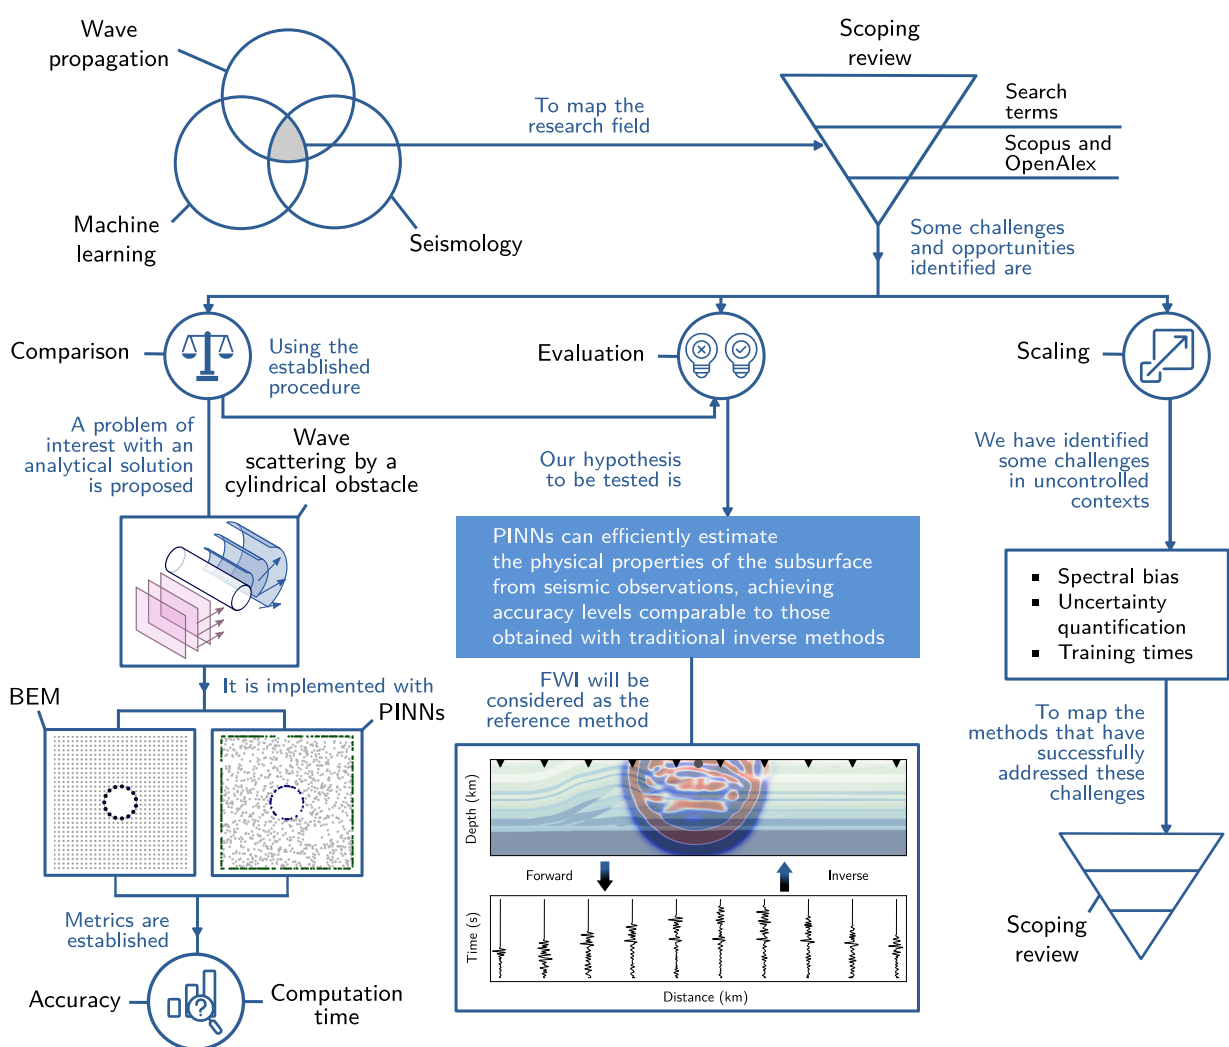 Wave
propagation
Machine
learning
Seismology
To map the
research field
Scoping
review
Search
terms
Scopus and
OpenAlex
Some challenges
and opportunities
identified are
Comparison
Using the
established
procedure
Evaluation
Scaling
A problem of
interest with an
analytical solution
is proposed
Wave
scattering by a
cylindrical obstacle
It is implemented with
BEM
PINNs
Metrics are
established
Accuracy
?
Computation
time
Our hypothesis
to be tested is
PINNs can efficiently estimate
the physical properties of the subsurface
from seismic observations, achieving
accuracy levels comparable to those
obtained with traditional inverse methods
FWI will be
considered as the
reference method
Depth (km)
Forward
Inverse
Time (s)
Distance (km)
We have identified
some challenges
in uncontrolled
contexts
▪ Spectral bias
▪ Uncertainty
quantification
▪ Training times
To map the
methods that have
successfully
addressed these
challenges
Scoping
review